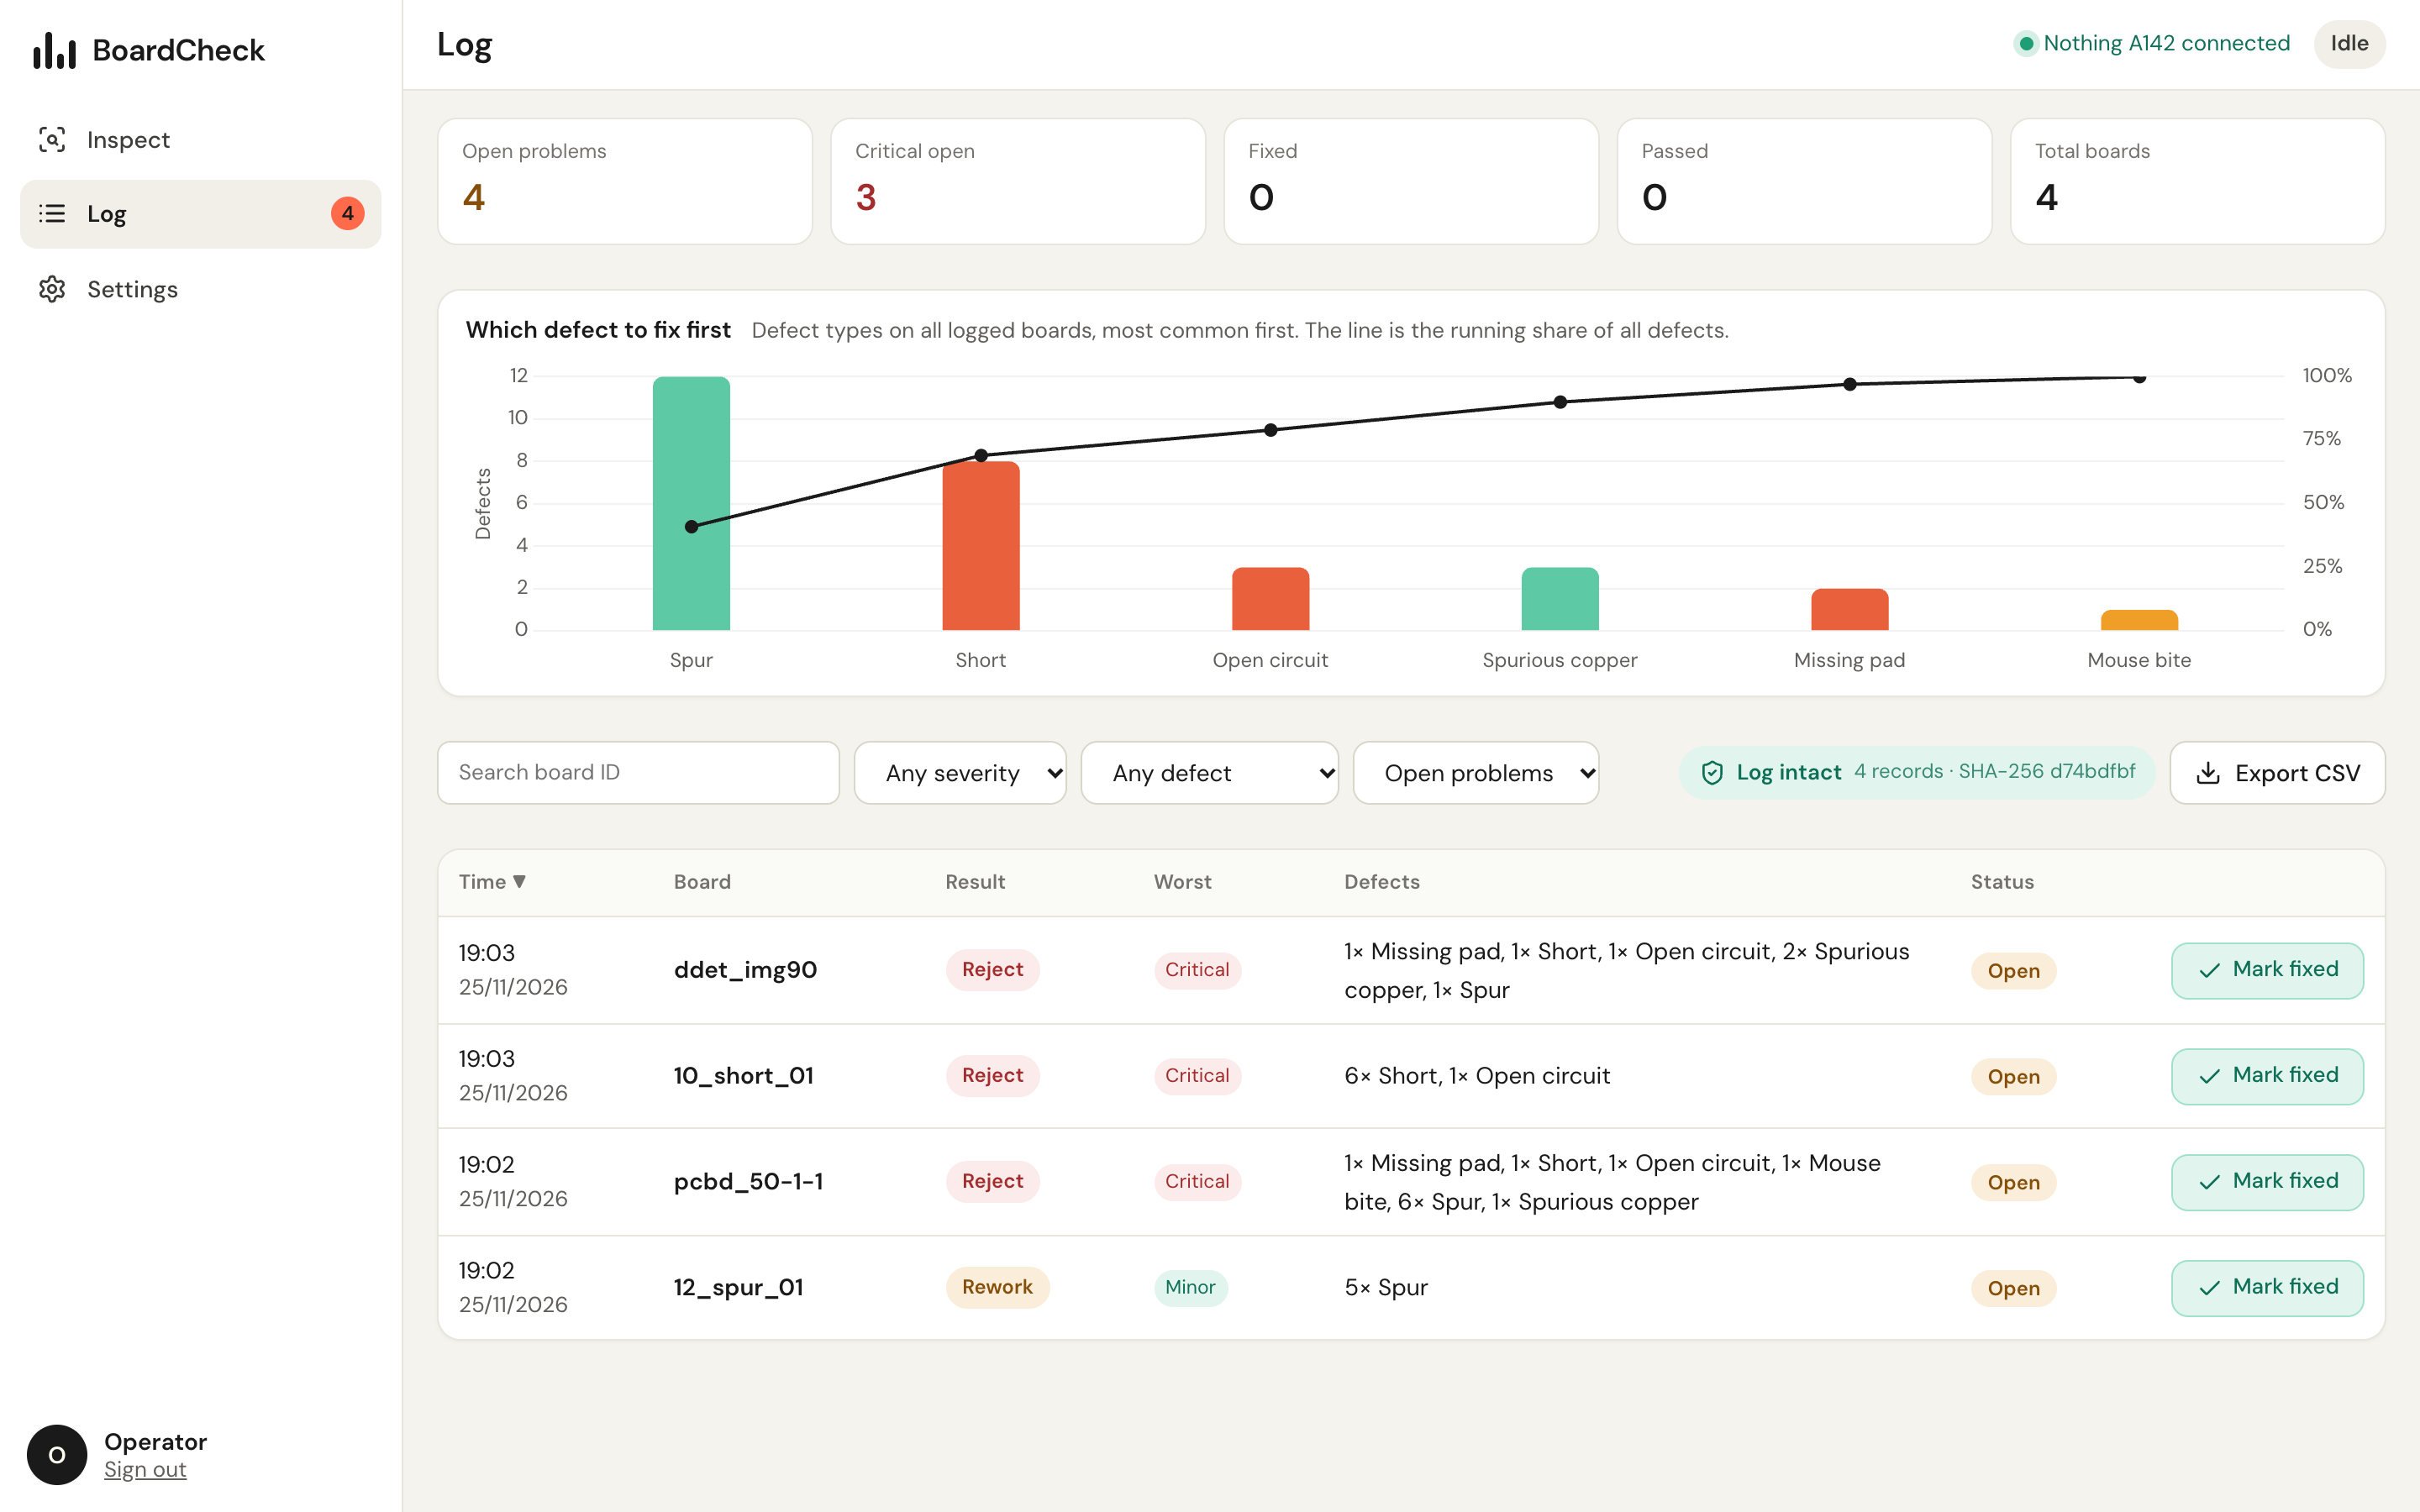 BoardCheck
Inspect
Log 4
Settings
Operator
O
Sign out
Log
Nothing A142 connected
Idle
Open problems
4
Critical open
3
Fixed
0
Passed
0
Total boards
4
Which defect to fix first Defect types on all logged boards, most common first. The line is the running share of all defects.
Defects
12
10
8
6
4
2
0
100%
75%
50%
25%
0%
Spur Short Open circuit Spurious copper Missing pad Mouse bite
Search board ID
Any severity
Any defect
Open problems
Log intact 4 records · SHA-256 d74bdfbf
Export CSV
Time ▼ Board Result Worst Defects Status
19:03
25/11/2026
ddet_img90
Reject
Critical
1× Missing pad, 1× Short, 1× Open circuit, 2× Spurious
copper, 1× Spur
Open
Mark fixed
19:03
25/11/2026
10_short_01
Reject
Critical
6× Short, 1× Open circuit
Open
Mark fixed
19:02
25/11/2026
pcbd_50-1-1
Reject
Critical
1× Missing pad, 1× Short, 1× Open circuit, 1× Mouse
bite, 6× Spur, 1× Spurious copper
Open
Mark fixed
19:02
25/11/2026
12_spur_01
Rework
Minor
5× Spur
Open
Mark fixed